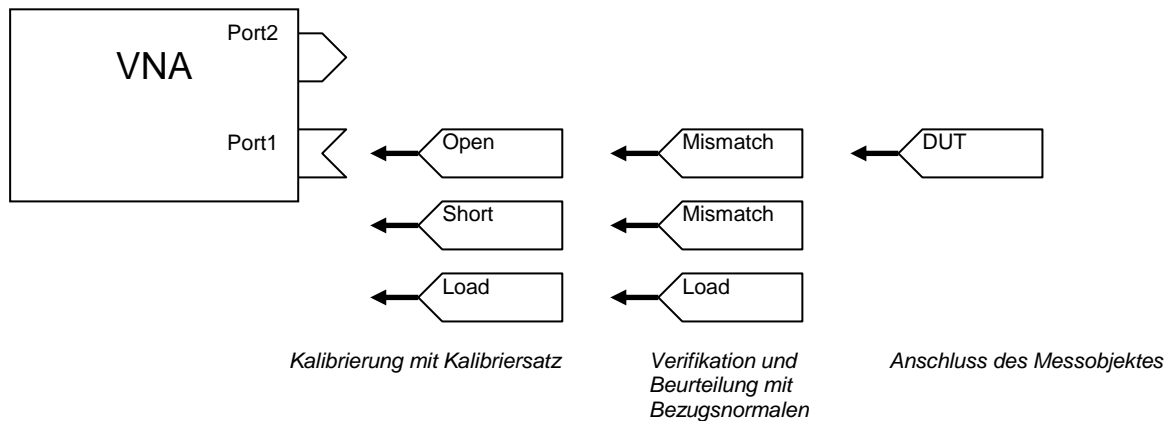 Port2
VNA
Port1
Open
Mismatch
DUT
Short
Mismatch
Load
Load
Kalibrierung mit Kalibriersatz
Verifikation und
Beurteilung mit
Bezugsnormalen
Anschluss des Messobjektes